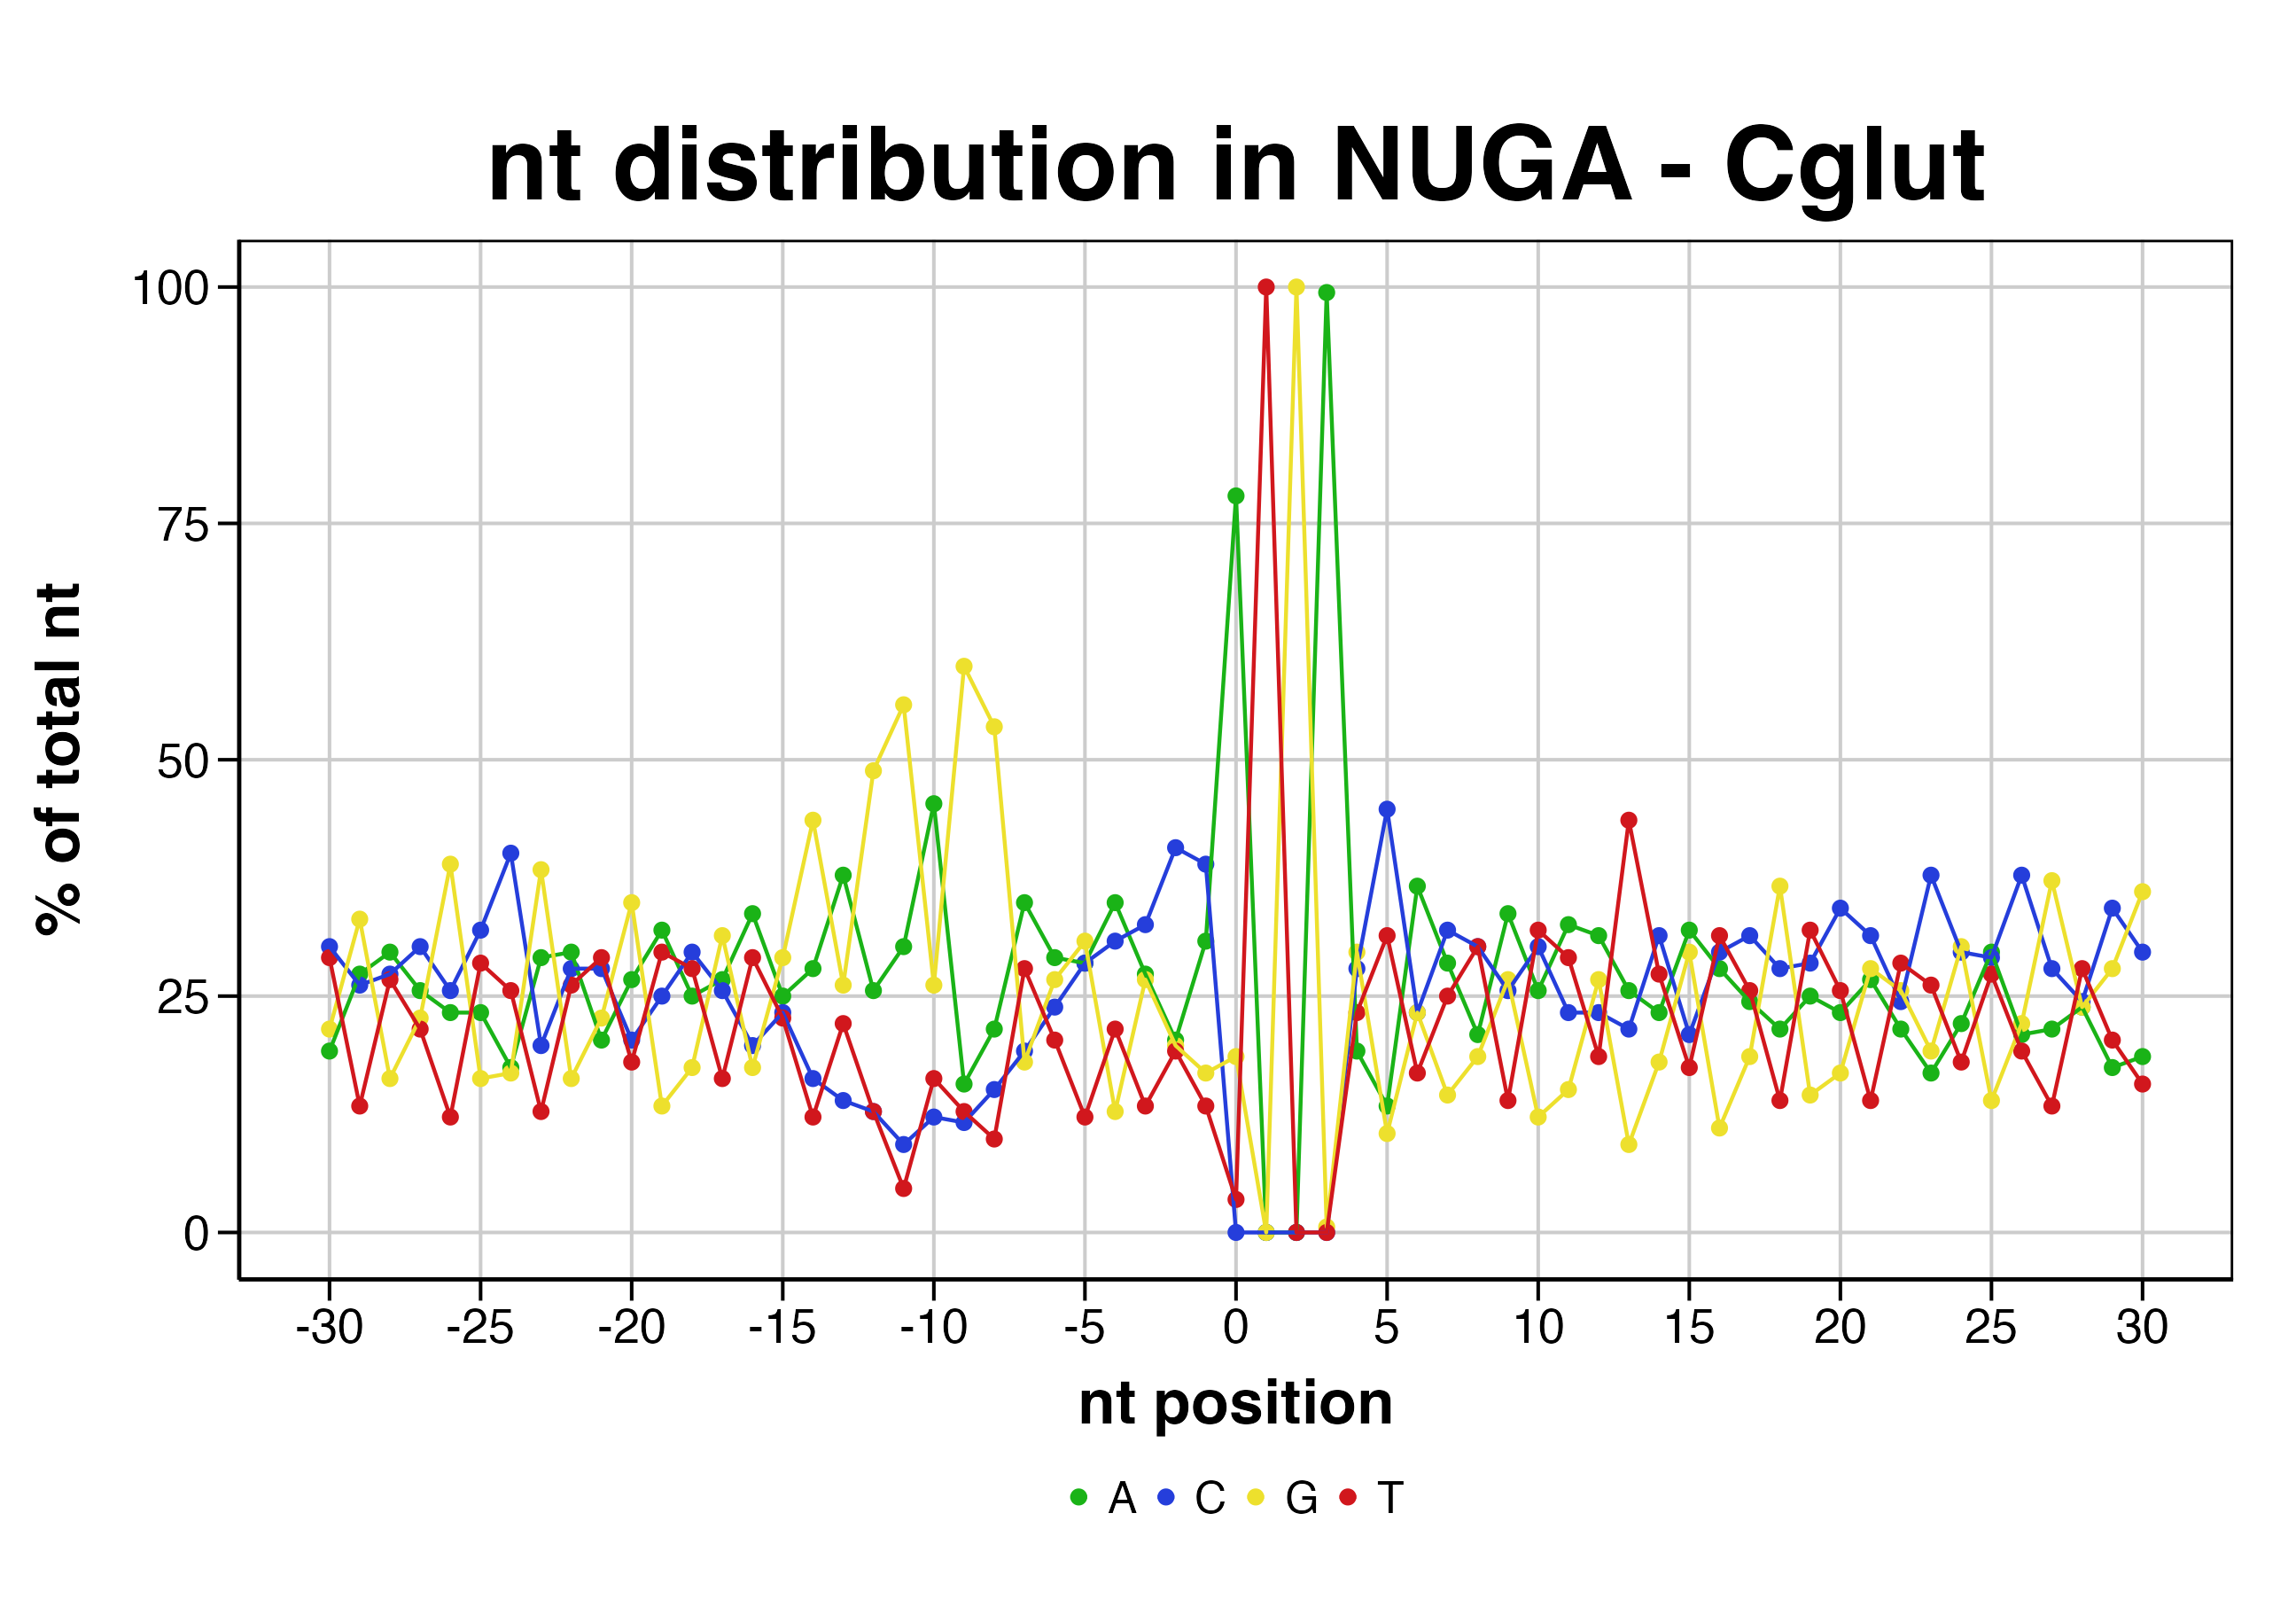 nt distribution in NUGA - Cglut
100
75
50
25
0
% of total nt
-30 -25 -20 -15 -10 -5 0 5 10 15 20 25 30
nt position
A C G T